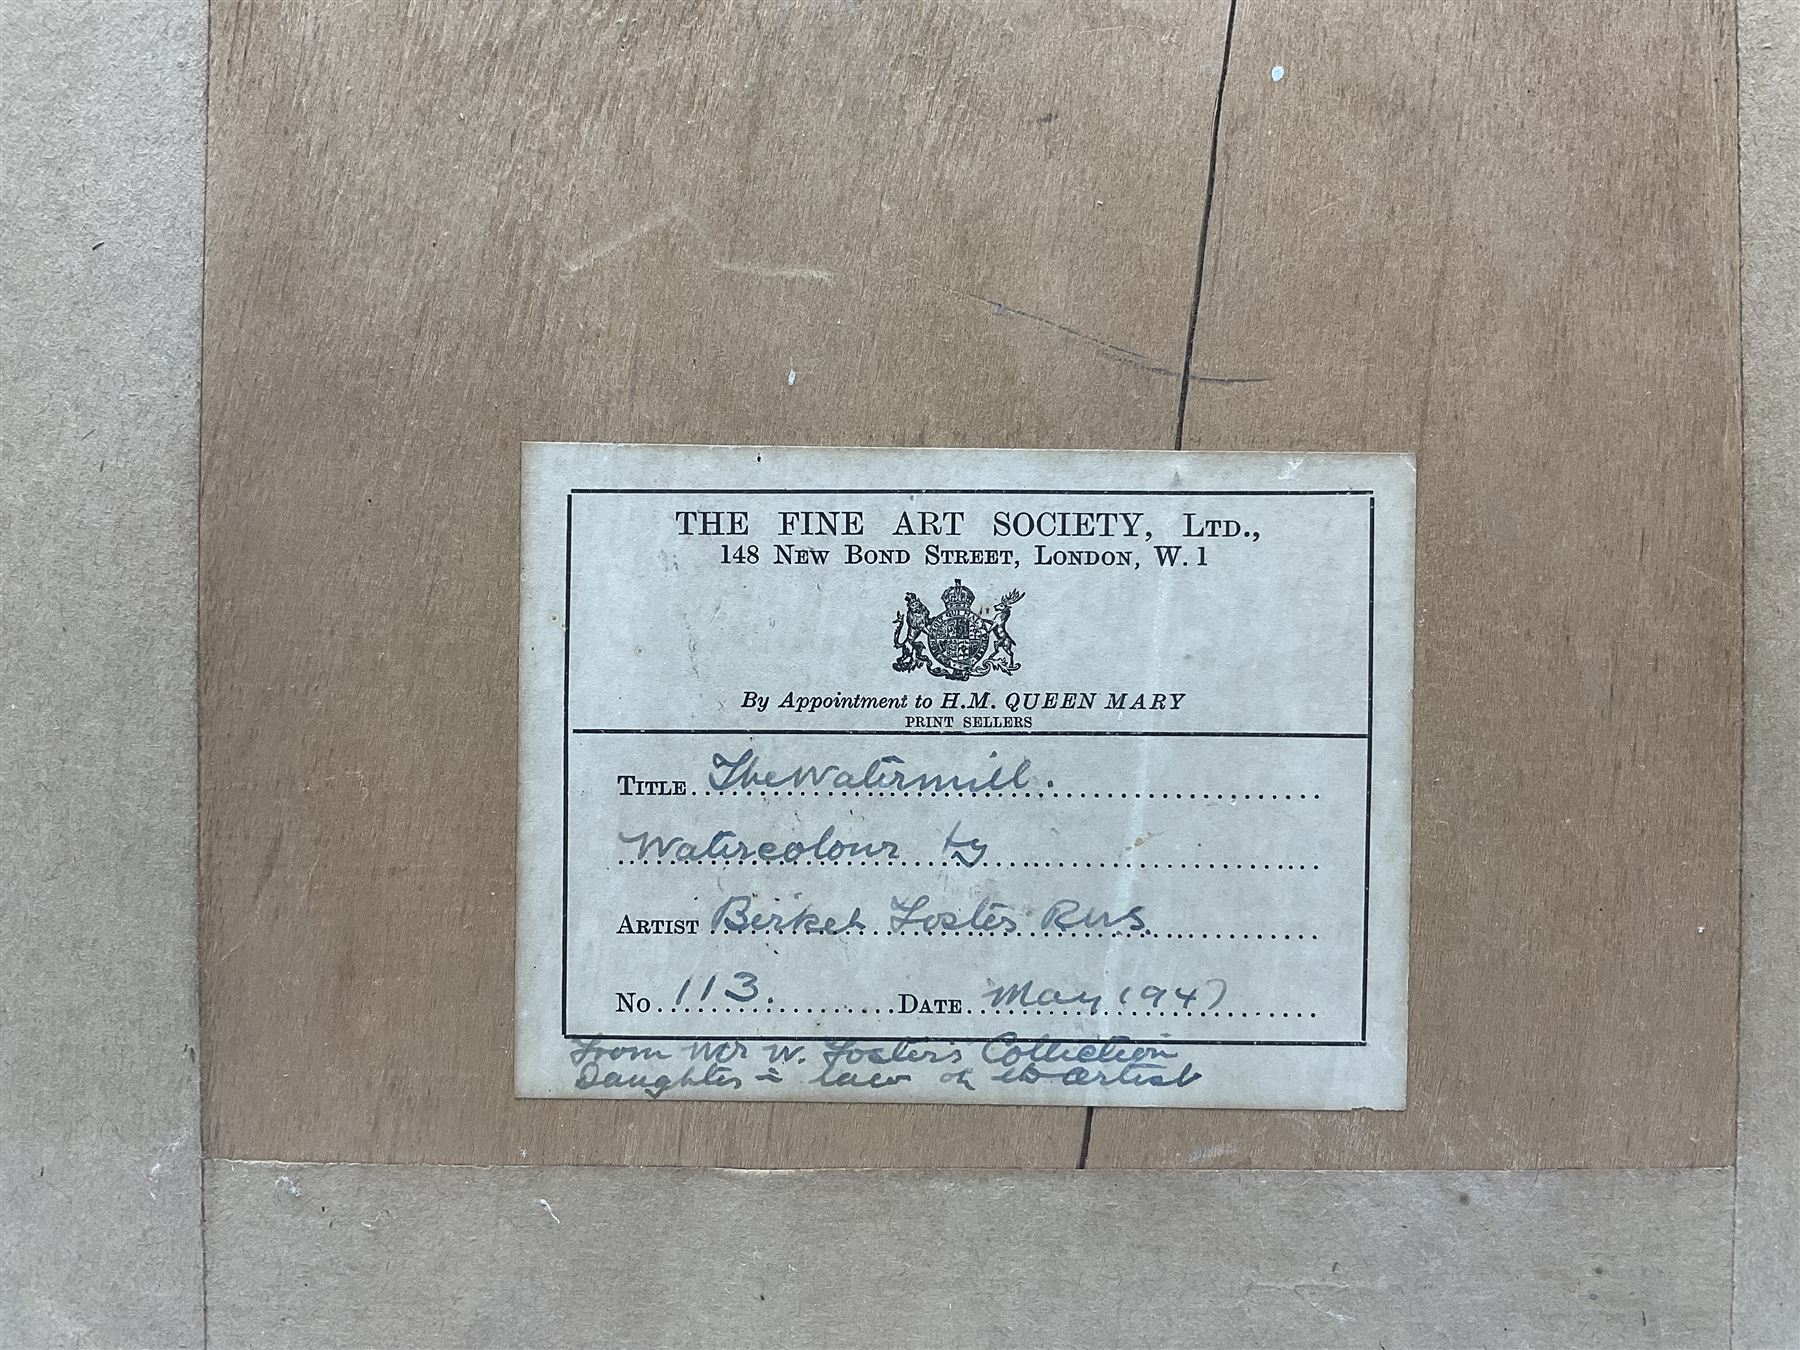 THE FINE ART SOCIETY, LTD.,
148 NEW BOND STREET, LONDON, W. 1
By Appointment to H.M. QUEEN MARY
PRINT SELLERS
TITLE The Watermill.
Watercolour by
ARTIST Birket Foster RWS.
No. 113. DATE May 1947
From Mr W. Foster's Collection
Daughter in law of the artist